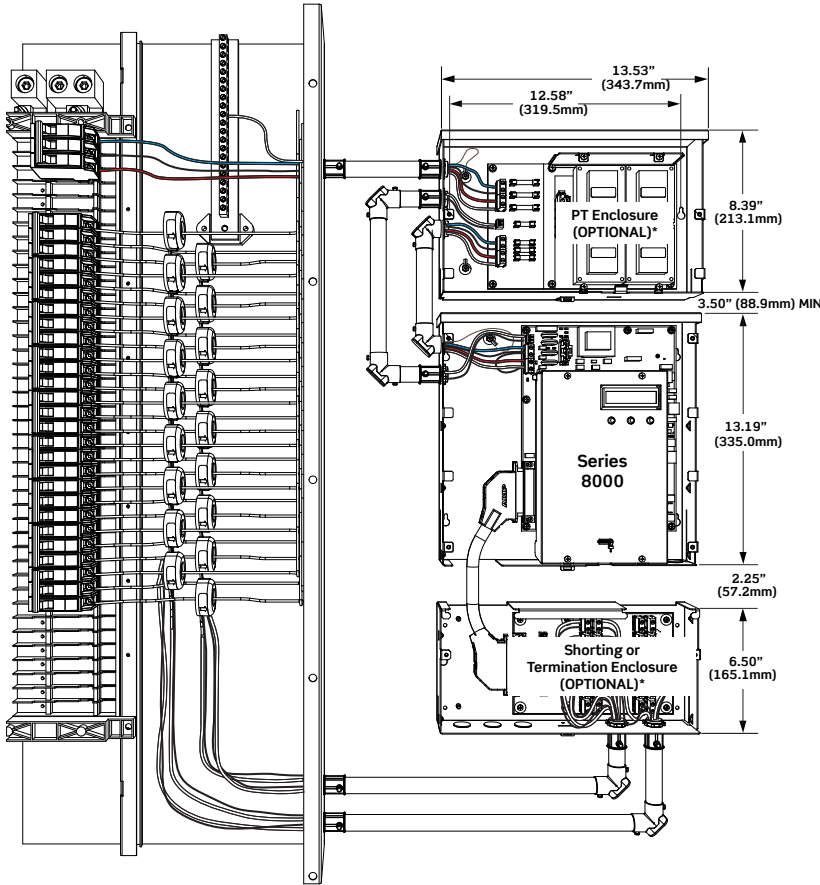 13.53”
(343.7mm)
12.58”
(319.5mm)
PT Enclosure
(OPTIONAL)*
8.39”
(213.1mm)
3.50” (88.9mm) MIN
Series
8000
13.19”
(335.0mm)
AMP
2.25”
(57.2mm)
Shorting or
Termination Enclosure
(OPTIONAL)*
6.50”
(165.1mm)